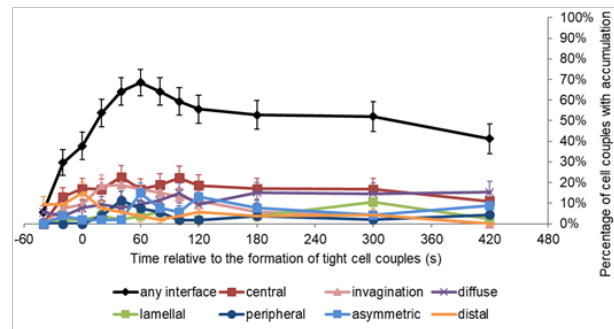 100%
90%
80%
70%
60%
50%
40%
30%
20%
10%
0%
Percentage of cell couples with accumulation
-60 0 60 120 180 240 300 360 420 480
Time relative to the formation of tight cell couples (s)
any interface central invagination diffuse
lamellal peripheral asymmetric distal